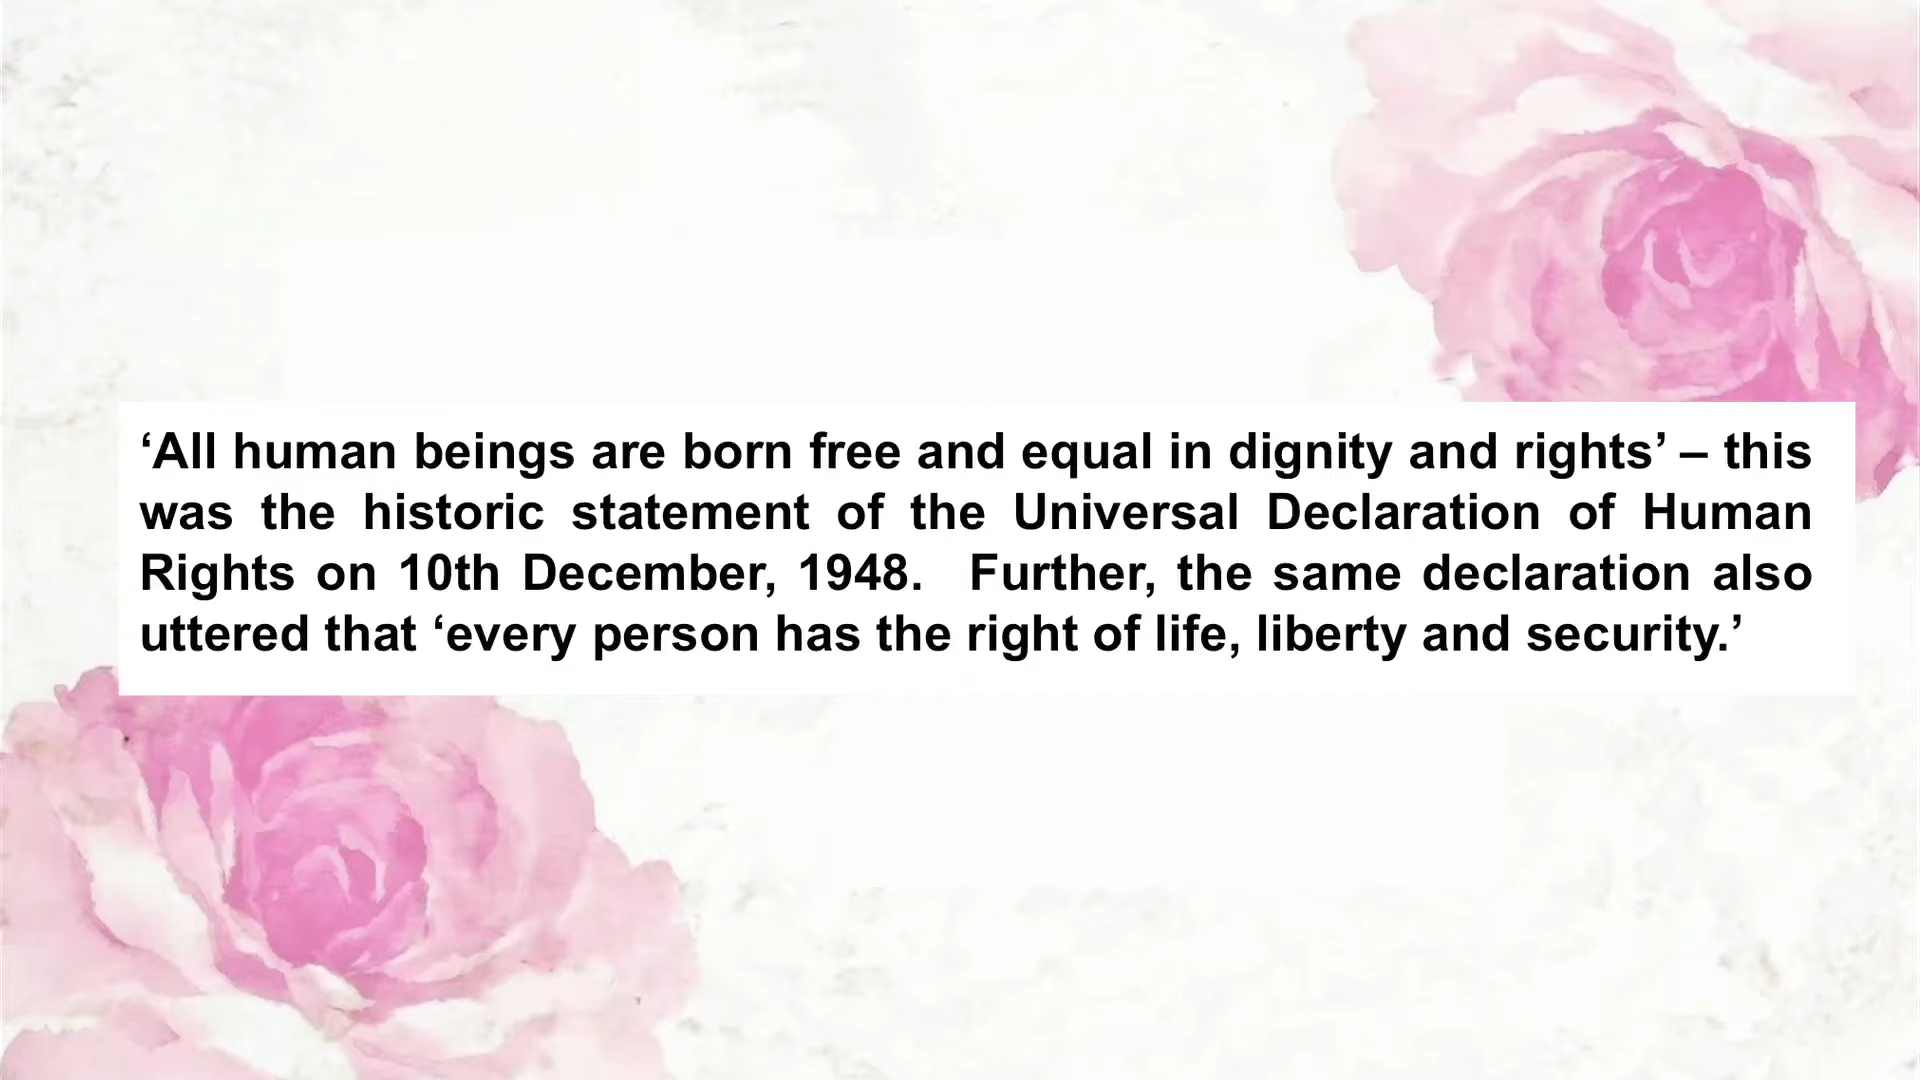 ‘All human beings are born free and equal in dignity and rights’ – this
was the historic statement of the Universal Declaration of Human
Rights on 10th December, 1948.  Further, the same declaration also
uttered that ‘every person has the right of life, liberty and security.’